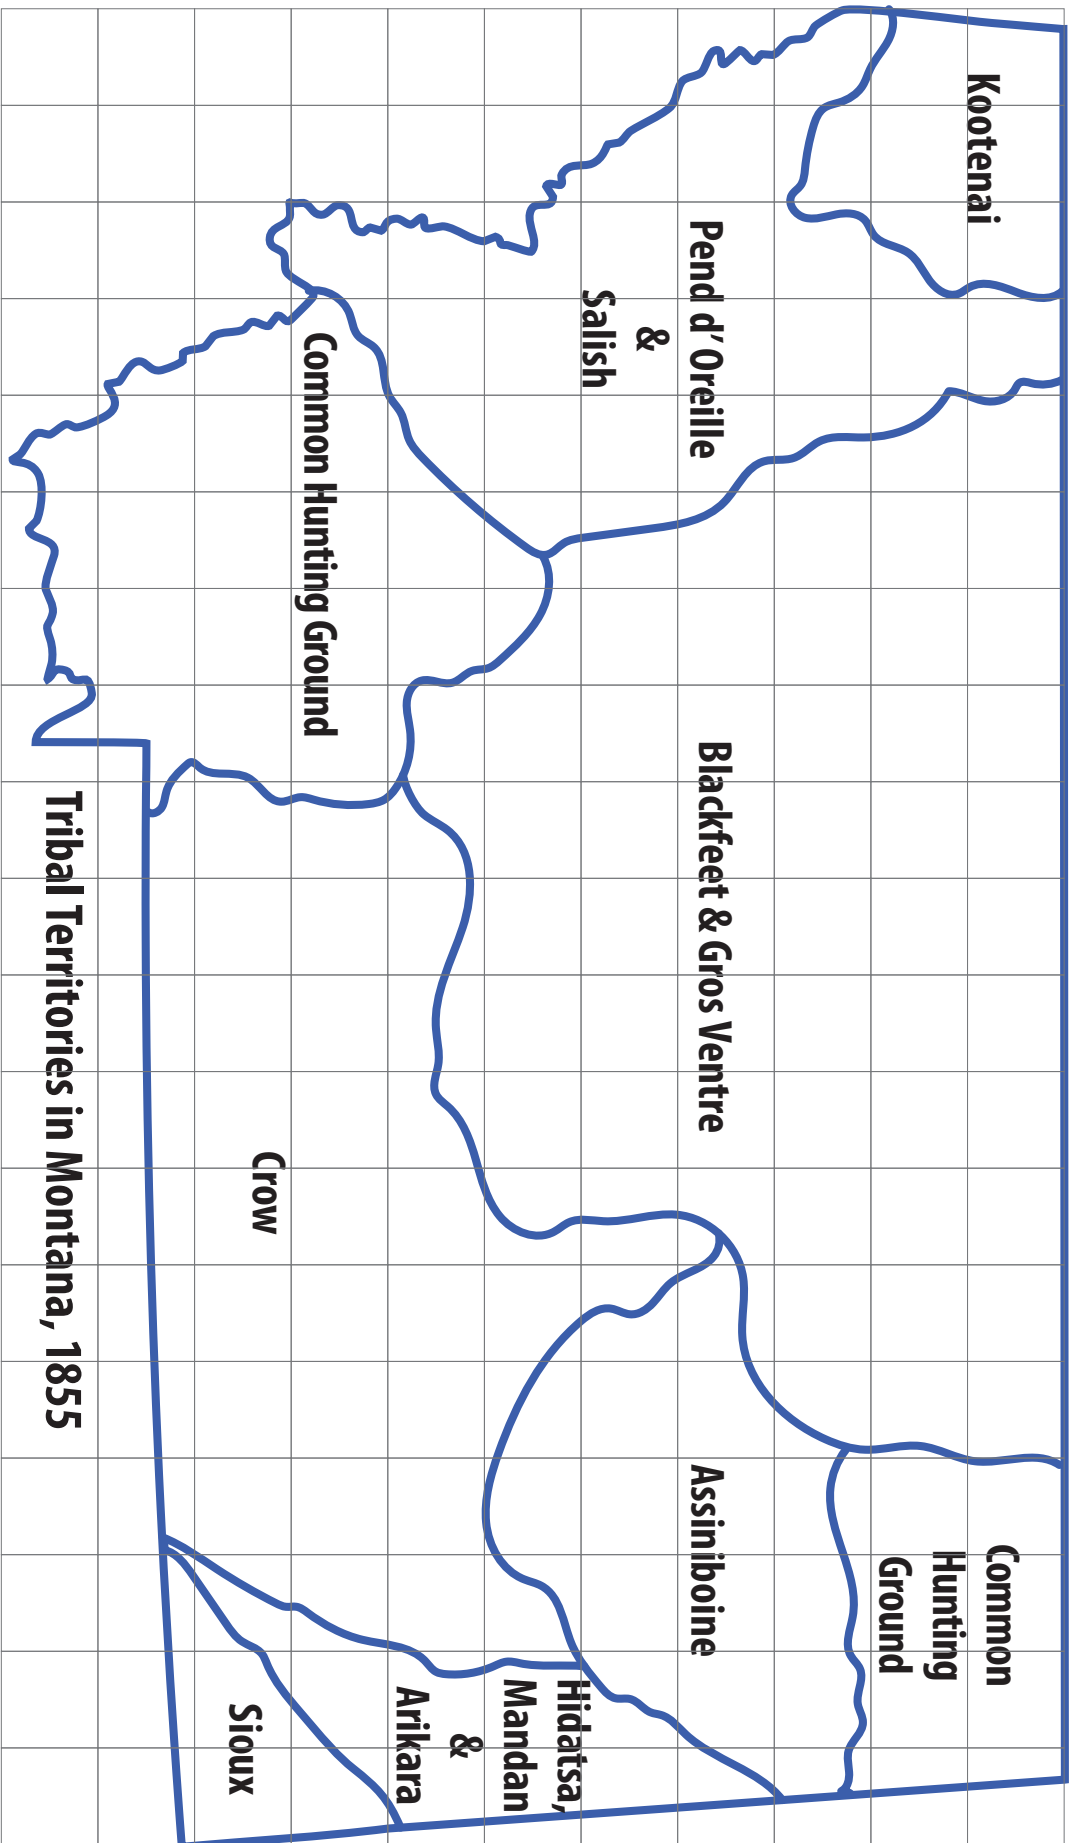 Kootenai
Pend d’Oreille
&
Salish
Common Hunting Ground
Blackfeet & Gros Ventre
Crow
Assiniboine
Common
Hunting
Ground
Hidatsa,
Mandan
&
Arikara
Sioux
Tribal Territories in Montana, 1855